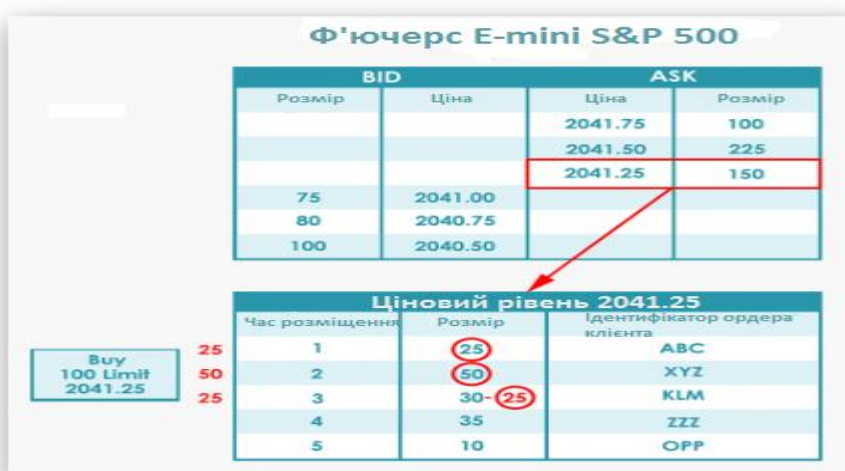 Ф'ючерс E-mini S&P 500
BID ASK
Розмір Ціна Ціна Розмір
2041.75 100
2041.50 225
2041.25 150
75 2041.00
80 2040.75
100 2040.50
Ціновий рівень 2041.25
Час розміщення Розмір Ідентифікатор ордера
клієнта
Buy
100 Limit
2041.25
25 1 25 ABC
50 2 50 XYZ
25 3 30-25 KLM
4 35 ZZZ
5 10 OPP